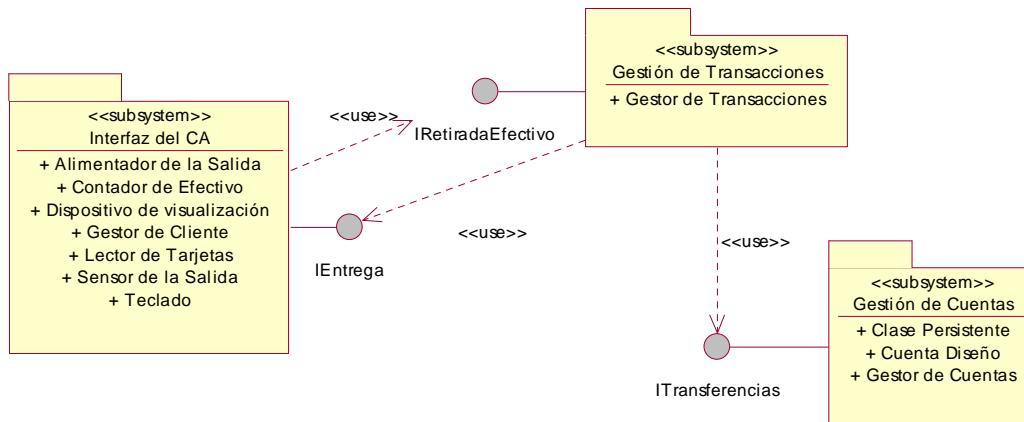 <<subsystem>>
Gestión de Transacciones
+ Gestor de Transacciones
<<subsystem>>
Interfaz del CA
+ Alimentador de la Salida
+ Contador de Efectivo
+ Dispositivo de visualización
+ Gestor de Cliente
+ Lector de Tarjetas
+ Sensor de la Salida
+ Teclado
<<use>>
IRetiradaEfectivo
<<use>>
IEntrega
<<use>>
<<subsystem>>
Gestión de Cuentas
+ Clase Persistente
+ Cuenta Diseño
+ Gestor de Cuentas
ITransferencias